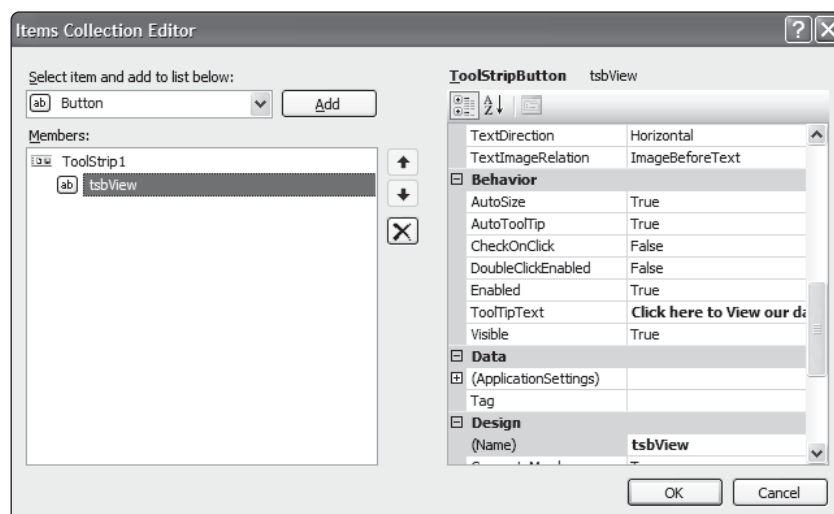 Items Collection Editor
Select item and add to list below:
ab Button
Add
Members:
ToolStrip1
ab tsbView
ToolStripButton tsbView
A Z
TextDirection Horizontal
TextImageRelation ImageBeforeText
Behavior
AutoSize True
AutoToolTip True
CheckOnClick False
DoubleClickEnabled False
Enabled True
ToolTipText Click here to View our da
Visible True
Data
(ApplicationSettings)
Tag
Design
(Name) tsbView
OK
Cancel